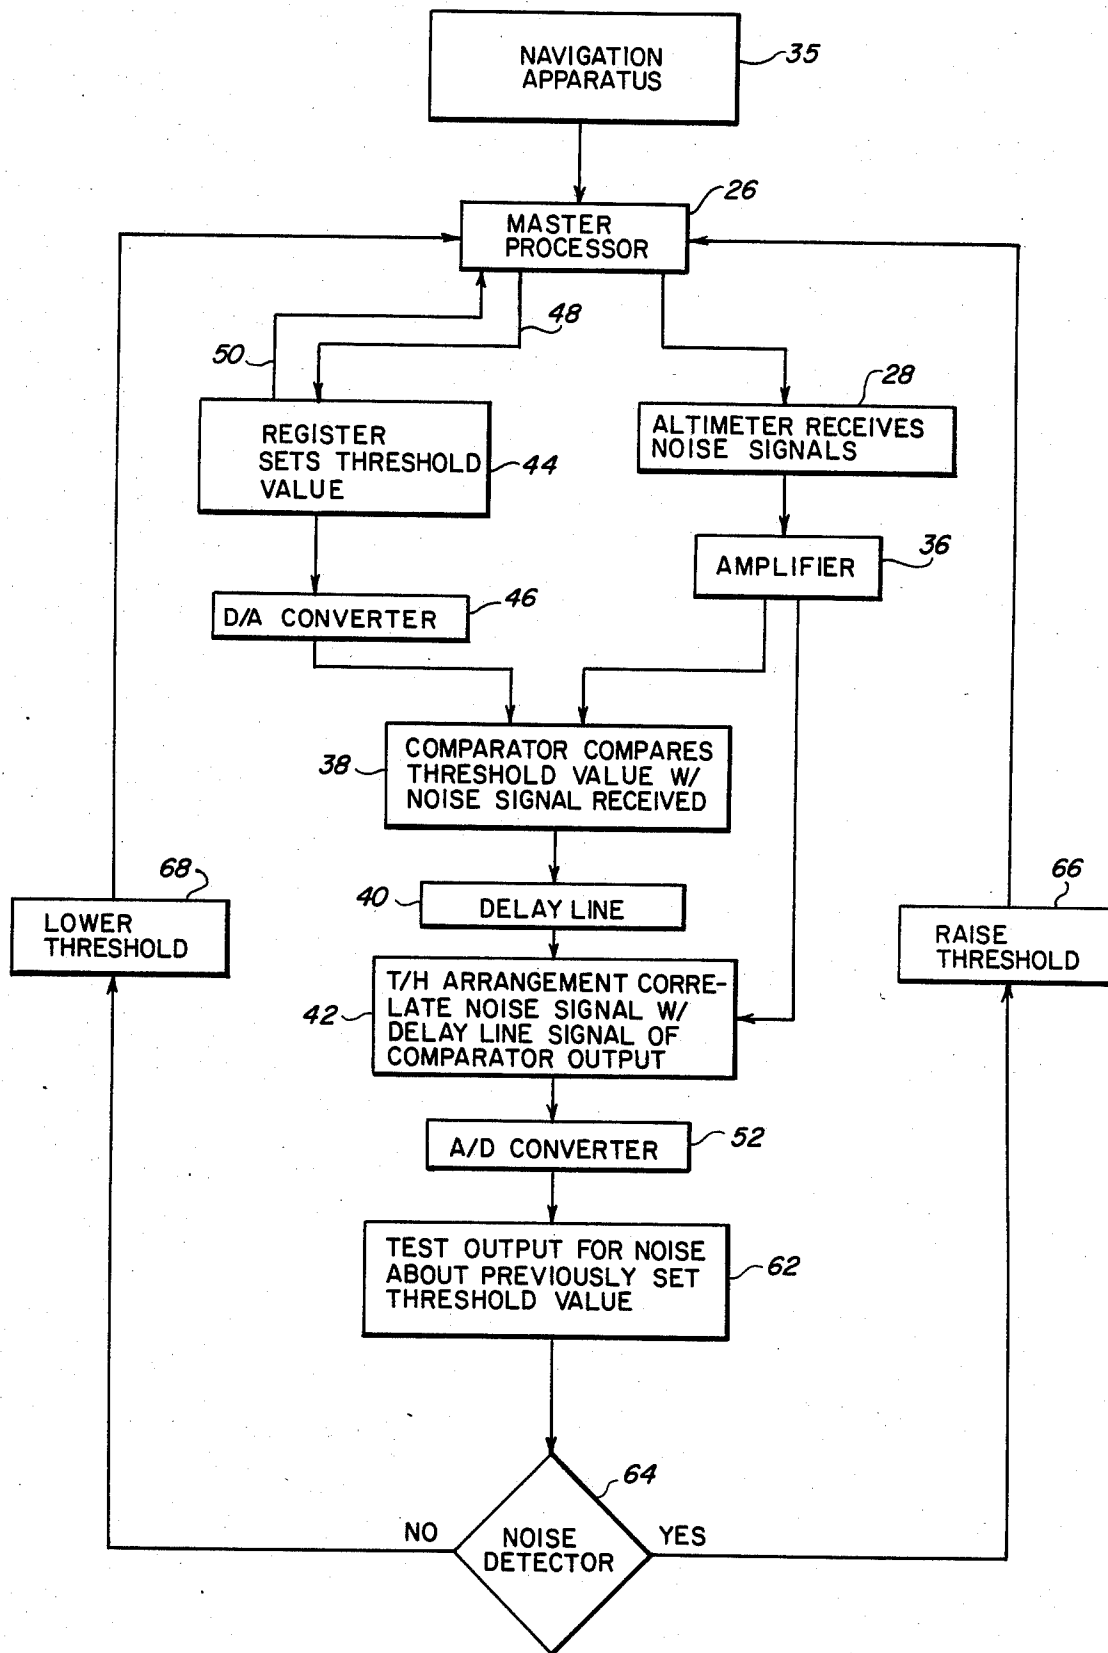 NAVIGATION
APPARATUS
35
26
MASTER
PROCESSOR
48
50
28
REGISTER
SETS THRESHOLD
VALUE
44
ALTIMETER RECEIVES
NOISE SIGNALS
36
AMPLIFIER
46
D/A CONVERTER
38
COMPARATOR COMPARES
THRESHOLD VALUE W/
NOISE SIGNAL RECEIVED
68
LOWER
THRESHOLD
40
DELAY LINE
66
RAISE
THRESHOLD
42
T/H ARRANGEMENT CORRE-
LATE NOISE SIGNAL W/
DELAY LINE SIGNAL OF
COMPARATOR OUTPUT
52
A/D CONVERTER
TEST OUTPUT FOR NOISE
ABOUT PREVIOUSLY SET
THRESHOLD VALUE
62
64
NO
NOISE
DETECTOR
YES